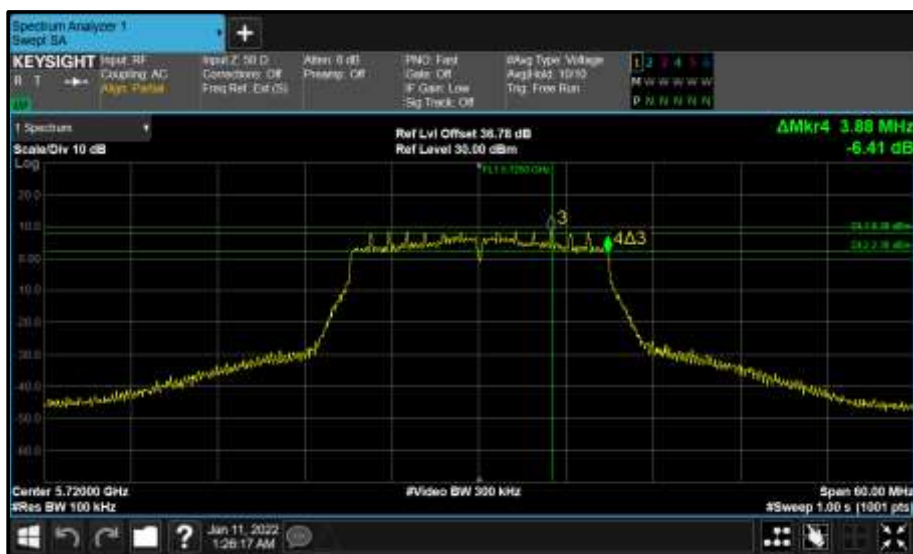 Spectrum Analyzer 1
Swept SA
KEYSIGHT
R T
Input: RF
Coupling: AC
Align: Partial
Input Z: 50 Ω
Corrections: Off
Freq Ref: Ext (S)
Atten: 6 dB
Preamp: Off
PNO: Fast
Gate: Off
IF Gain: Low
Sig Track: Off
#Avg Type: Voltage
Avg|Hold: 10/10
Trig: Free Run
1 2 3 4 5 6
M W W W W W
P N N N N N
1 Spectrum
Scale/Div 10 dB
Ref Lvl Offset 36.78 dB
Ref Level 30.00 dBm
ΔMkr4 3.88 MHz
-6.41 dB
Log
20.0
10.0
0.00
-10.0
-20.0
-30.0
-40.0
-50.0
-60.0
3
4Δ3
Center 5.72000 GHz
#Res BW 100 kHz
#Video BW 300 kHz
Span 60.00 MHz
#Sweep 1.00 s (1001 pts)
Jan 11, 2022
1:26:17 AM